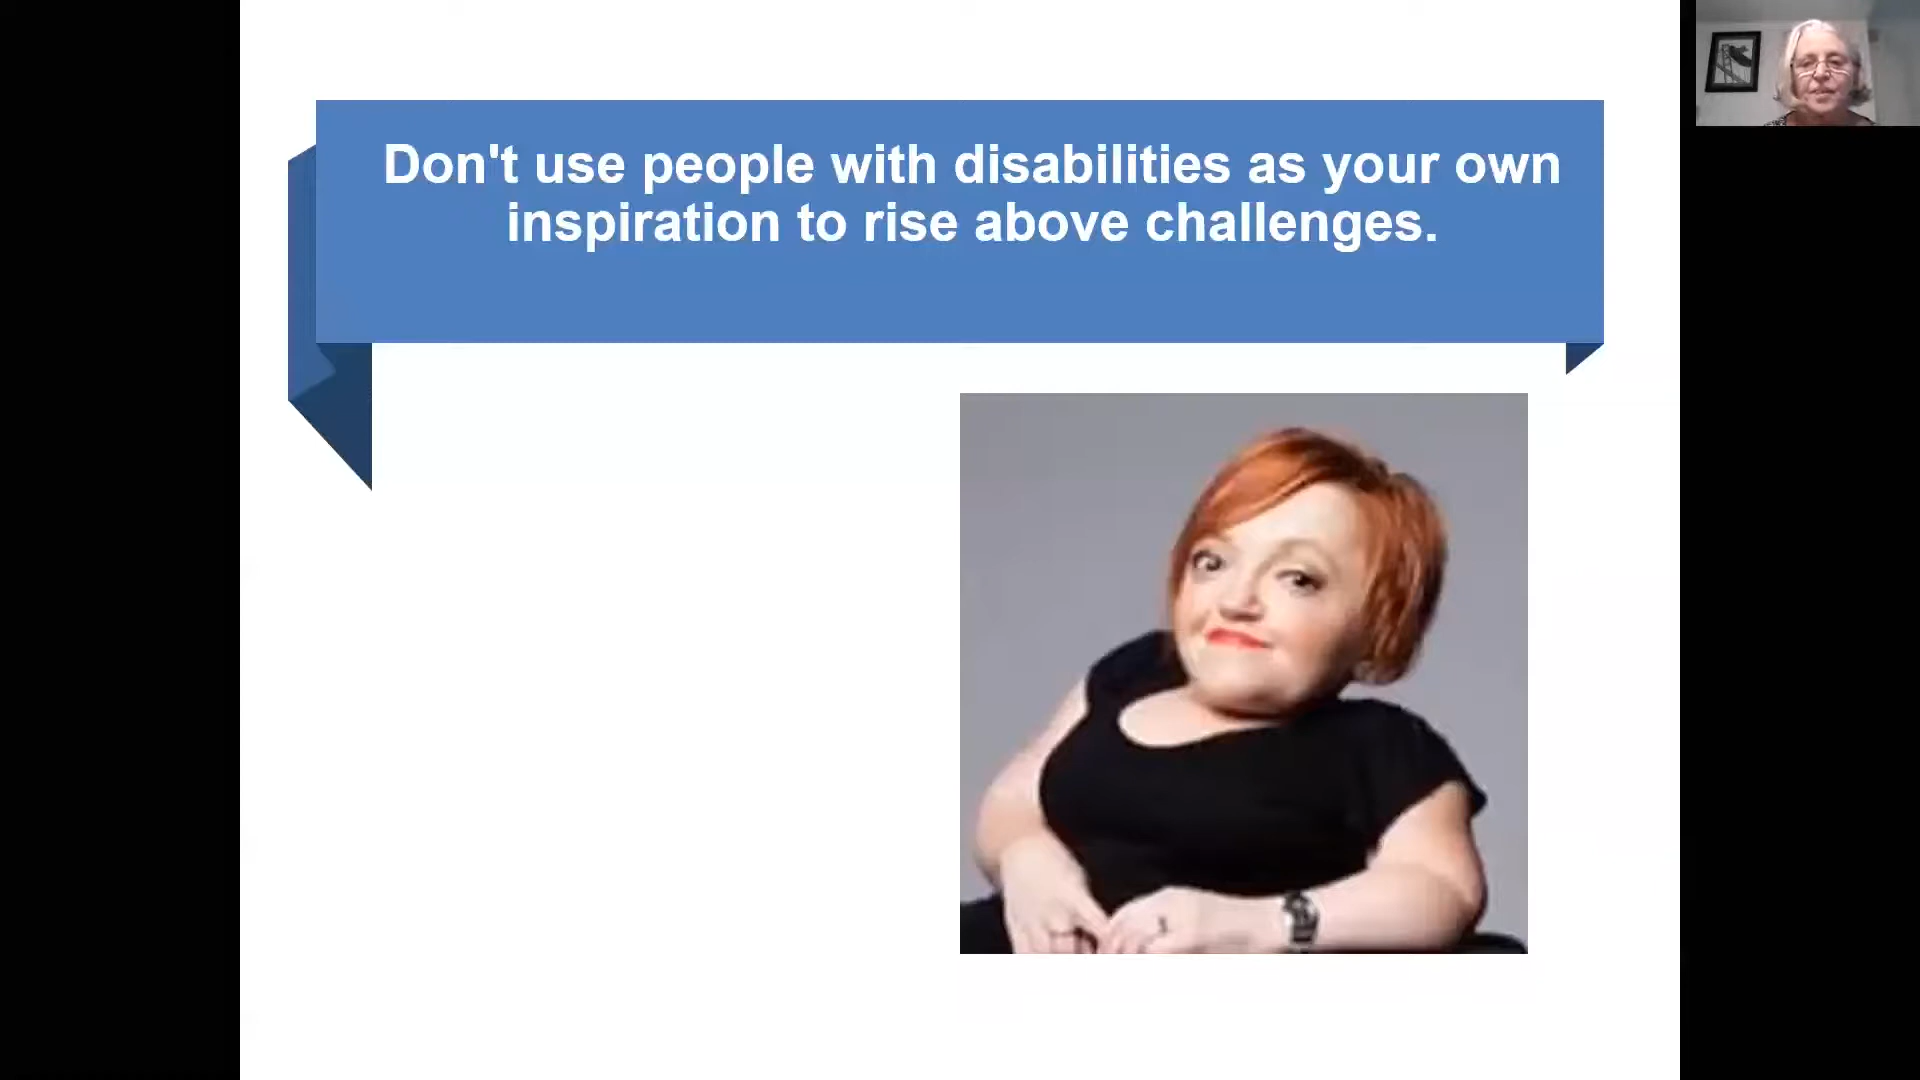 Don't use people with disabilities as your own
inspiration to rise above challenges.